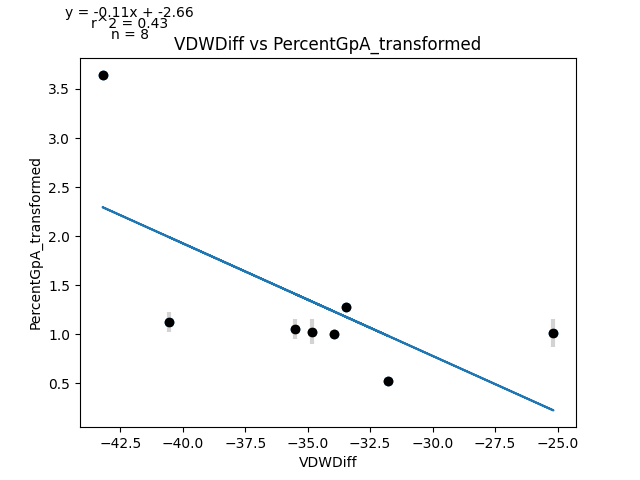 y = -0.11x + -2.66
r^2 = 0.43
n = 8
VDWDiff vs PercentGpA_transformed
PercentGpA_transformed
3.5
3.0
2.5
2.0
1.5
1.0
0.5
−42.5 −40.0 −37.5 −35.0 −32.5 −30.0 −27.5 −25.0
VDWDiff